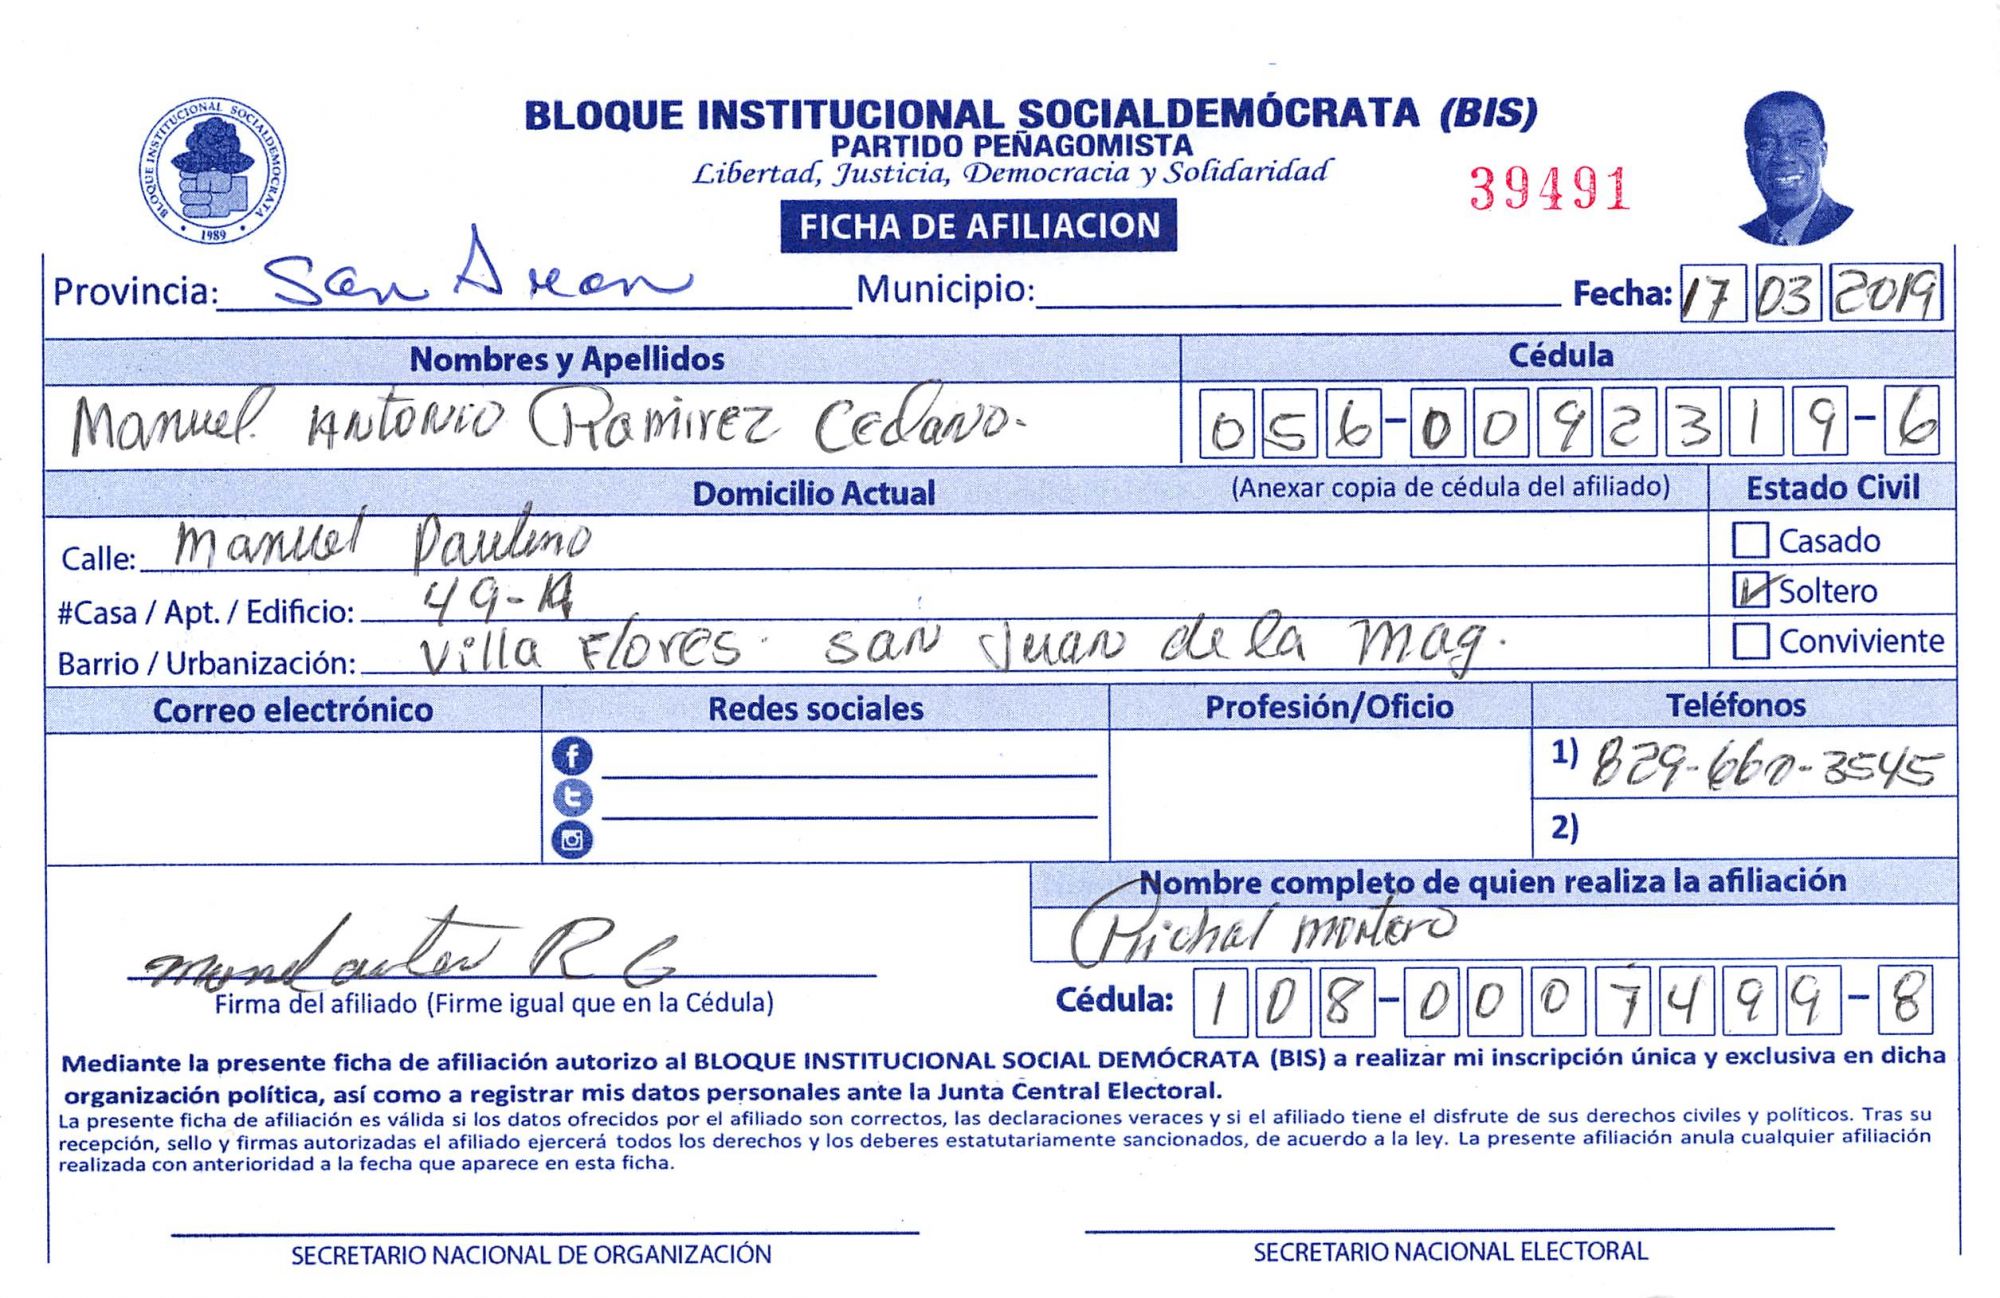 BLOQUE INSTITUCIONAL SOCIALDEMOCRATA
1989
BLOQUE INSTITUCIONAL SOCIALDEMÓCRATA (BIS)
PARTIDO PEÑAGOMISTA
Libertad, Justicia, Democracia y Solidaridad
39491
FICHA DE AFILIACION
Provincia: San Municipio: Fecha: 17 03 2019
Nombres y Apellidos Cédula
Manuel Antonio Ramirez Cedano. 056-0092319-6
Domicilio Actual (Anexar copia de cédula del afiliado) Estado Civil
Calle: Manuel Paulino Casado
#Casa / Apt. / Edificio: 49-A Soltero
Barrio / Urbanización: Villa Flores. San Juan de la Mag. Conviviente
Correo electrónico Redes sociales Profesión/Oficio Teléfonos
1) 829-660-3545
2)
Nombre completo de quien realiza la afiliación
Montero
Firma del afiliado (Firme igual que en la Cédula) Cédula: 108-0007499-8
Mediante la presente ficha de afiliación autorizo al BLOQUE INSTITUCIONAL SOCIAL DEMÓCRATA (BIS) a realizar mi inscripción única y exclusiva en dicha
organización política, así como a registrar mis datos personales ante la Junta Central Electoral.
La presente ficha de afiliación es válida si los datos ofrecidos por el afiliado son correctos, las declaraciones veraces y si el afiliado tiene el disfrute de sus derechos civiles y políticos. Tras su
recepción, sello y firmas autorizadas el afiliado ejercerá todos los derechos y los deberes estatutariamente sancionados, de acuerdo a la ley. La presente afiliación anula cualquier afiliación
realizada con anterioridad a la fecha que aparece en esta ficha.
SECRETARIO NACIONAL DE ORGANIZACIÓN SECRETARIO NACIONAL ELECTORAL